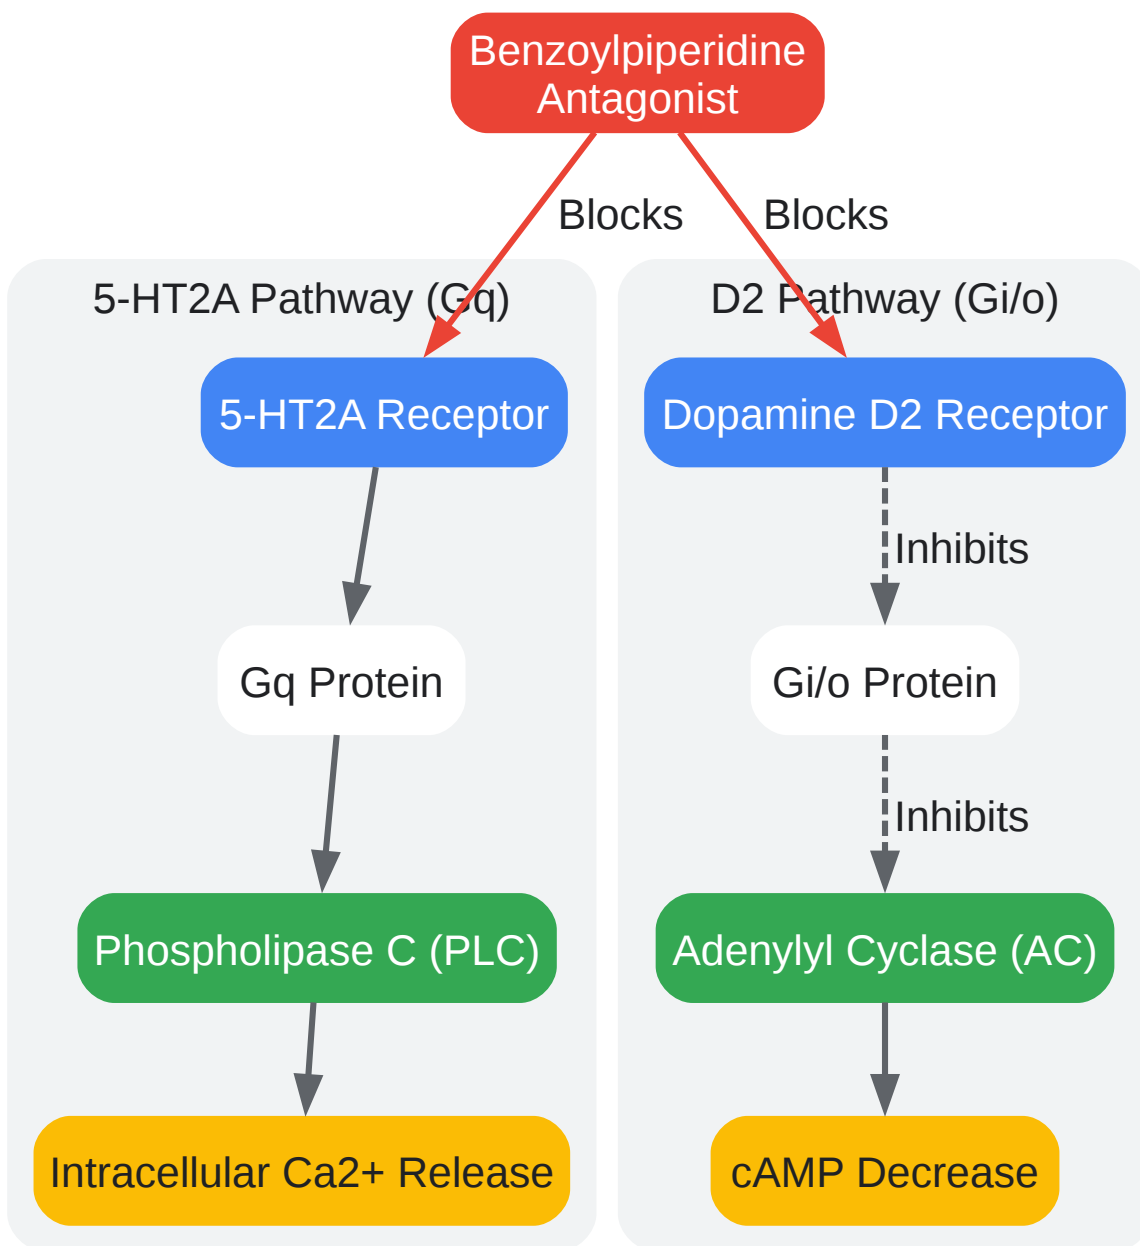 Benzoylpiperidine
Antagonist
Blocks
Blocks
5-HT2A Pathway (Gq)
D2 Pathway (Gi/o)
5-HT2A Receptor
Dopamine D2 Receptor
Inhibits
Gq Protein
Gi/o Protein
Inhibits
Phospholipase C (PLC)
Adenylyl Cyclase (AC)
Intracellular Ca2+ Release
cAMP Decrease